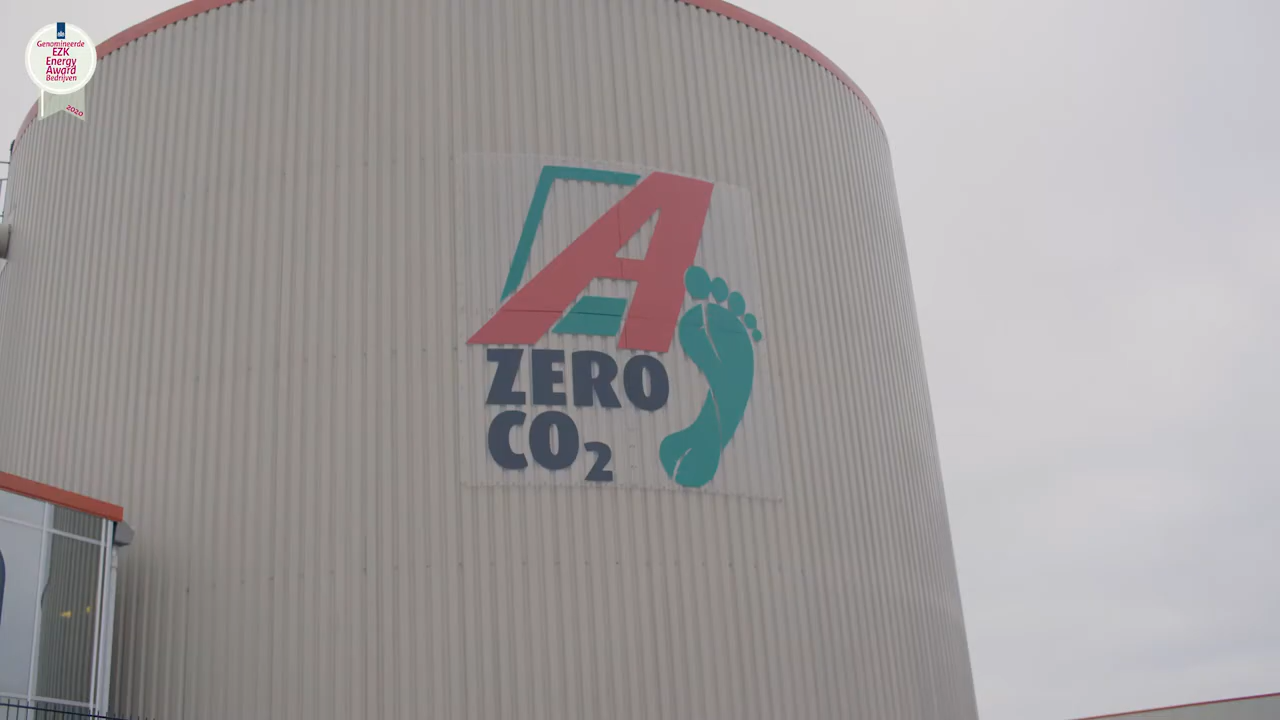 Genomineerde
EZK
Energy
Award
Bedrijven
2020
A
ZERO
CO₂